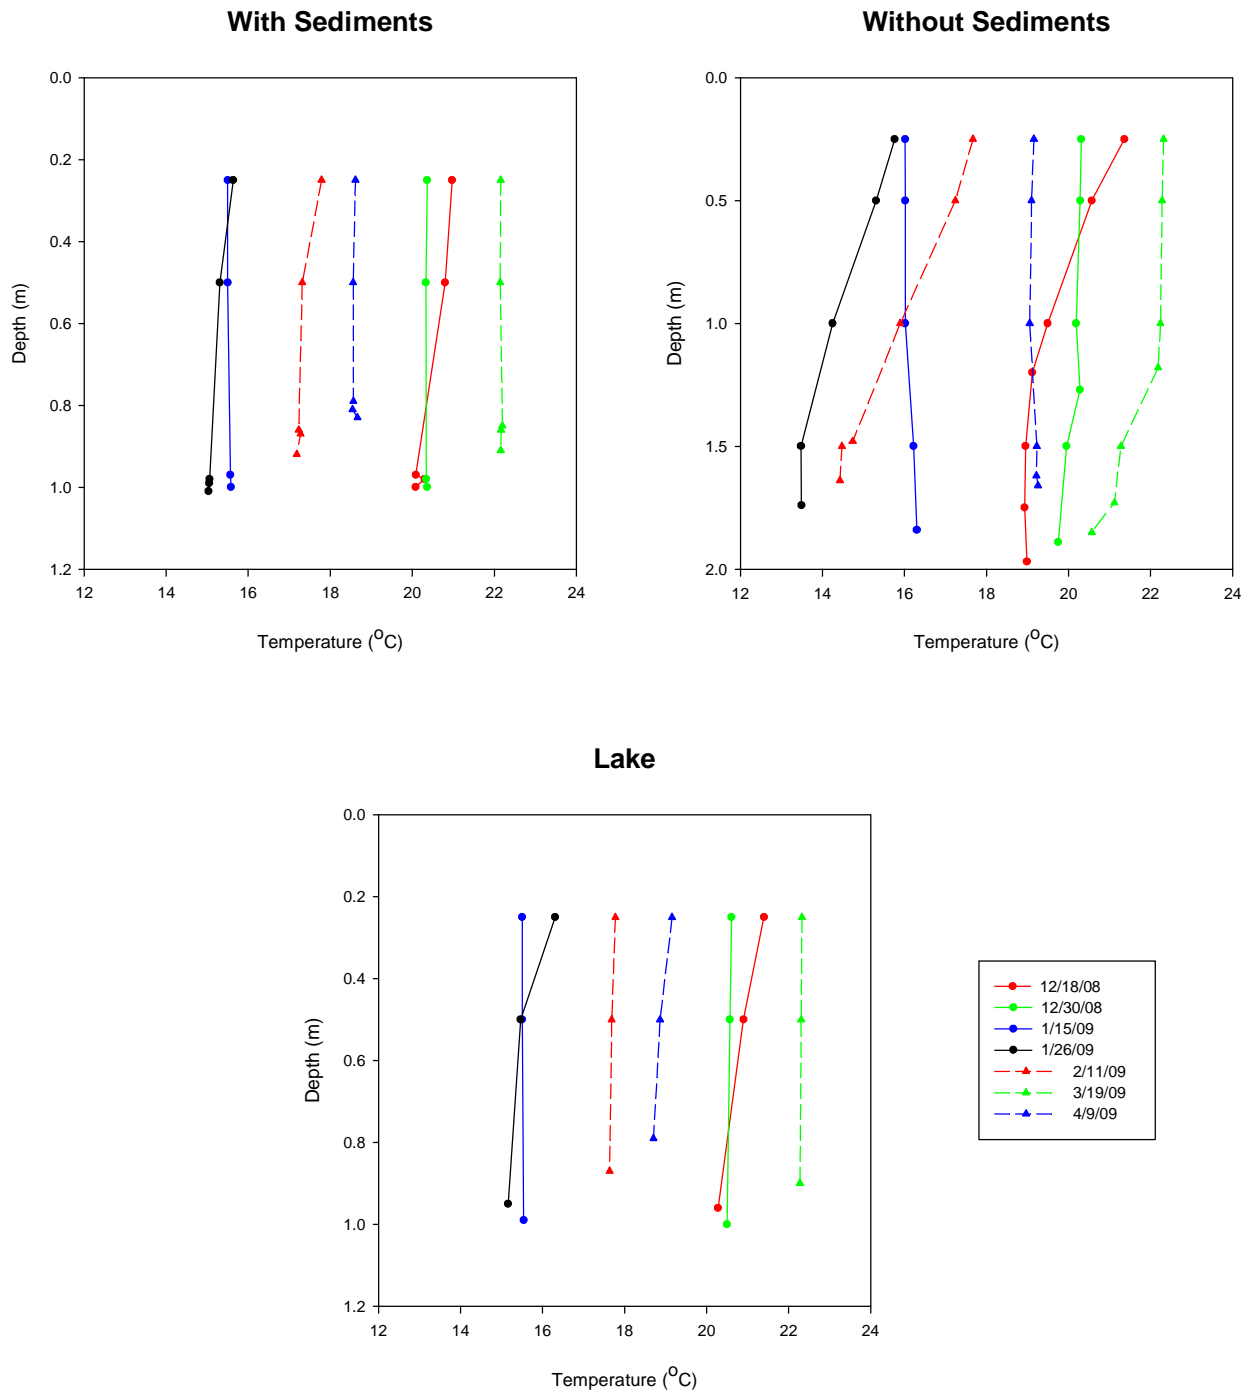 With Sediments
Without Sediments
0.0
0.2
0.4
0.6
0.8
1.0
1.2
Depth (m)
12 14 16 18 20 22 24
Temperature (°C)
0.0
0.5
1.0
1.5
2.0
Depth (m)
12 14 16 18 20 22 24
Temperature (°C)
Lake
0.0
0.2
0.4
0.6
0.8
1.0
1.2
Depth (m)
12 14 16 18 20 22 24
Temperature (°C)
12/18/08
12/30/08
1/15/09
1/26/09
2/11/09
3/19/09
4/9/09